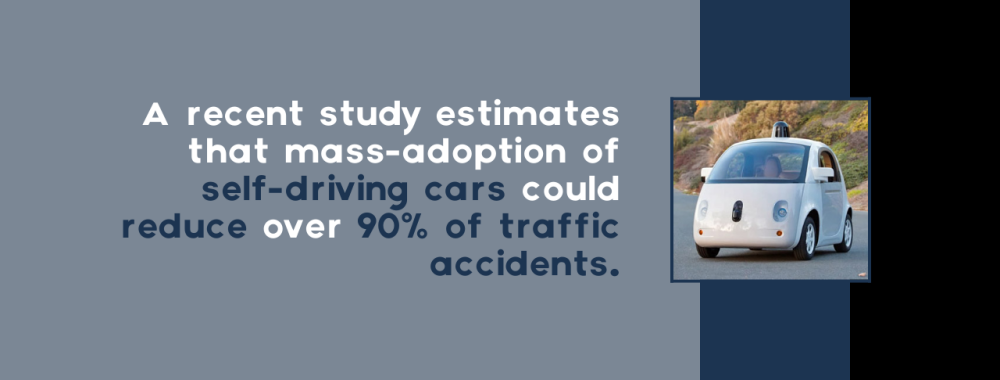 A recent study estimates
that mass-adoption of
self-driving cars could
reduce over 90% of traffic
accidents.